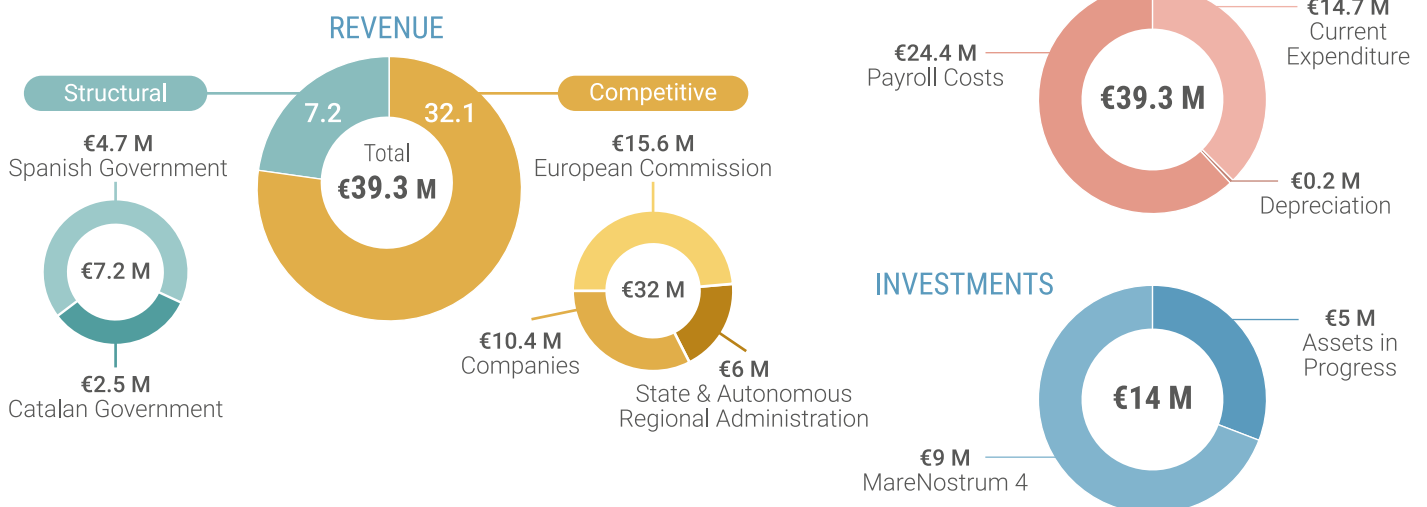 REVENUE
Structural
7.2
32.1
Competitive
Total
€39.3 M
€4.7 M
Spanish Government
€7.2 M
€2.5 M
Catalan Government
€15.6 M
European Commission
€32 M
€10.4 M
Companies
€6 M
State & Autonomous
Regional Administration
€14.7 M
Current
Expenditure
€24.4 M
Payroll Costs
€39.3 M
€0.2 M
Depreciation
INVESTMENTS
€5 M
Assets in
Progress
€14 M
€9 M
MareNostrum 4